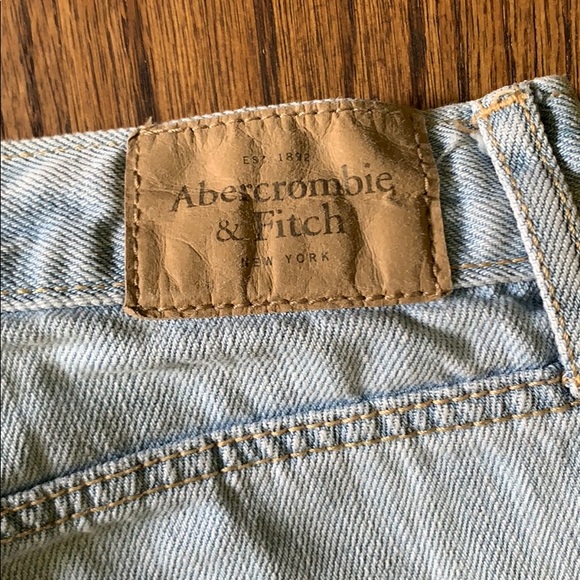 EST. 1892
Abercrombie
& Fitch
NEW YORK